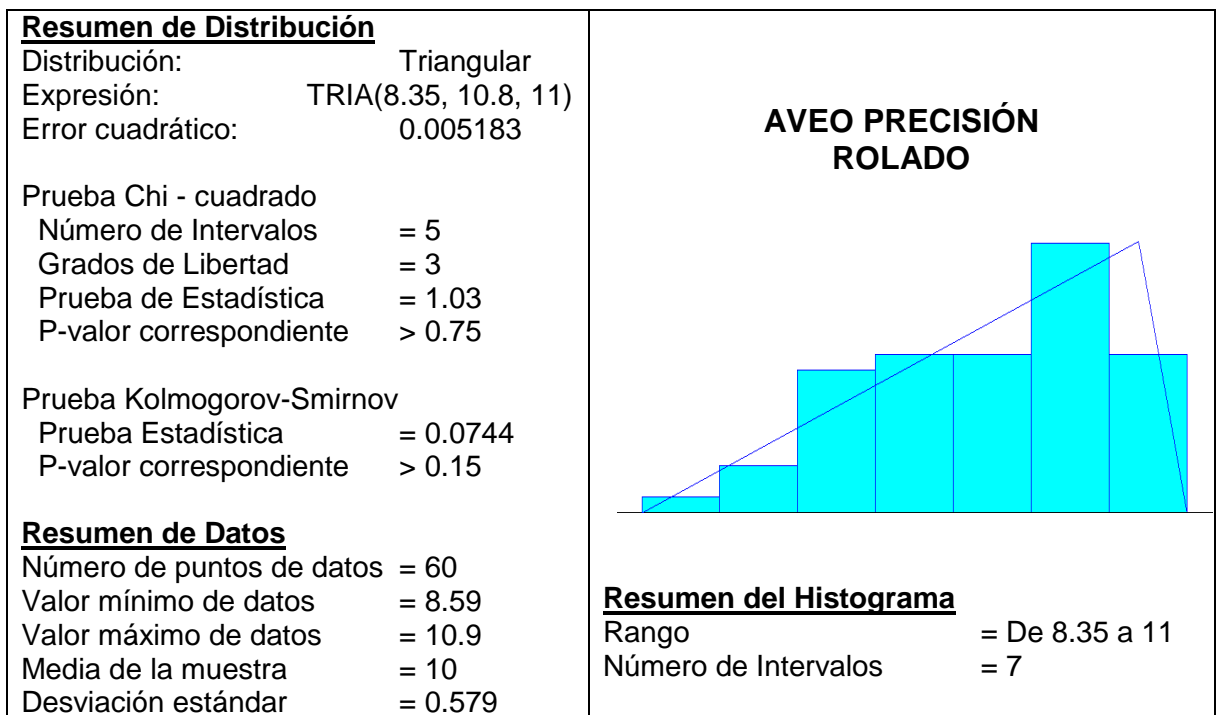 Resumen de Distribución
Distribución: Triangular
Expresión: TRIA(8.35, 10.8, 11)
Error cuadrático: 0.005183
Prueba Chi - cuadrado
Número de Intervalos = 5
Grados de Libertad = 3
Prueba de Estadística = 1.03
P-valor correspondiente > 0.75
Prueba Kolmogorov-Smirnov
Prueba Estadística = 0.0744
P-valor correspondiente > 0.15
Resumen de Datos
Número de puntos de datos = 60
Valor mínimo de datos = 8.59
Valor máximo de datos = 10.9
Media de la muestra = 10
Desviación estándar = 0.579
AVEO PRECISIÓN
ROLADO
Resumen del Histograma
Rango = De 8.35 a 11
Número de Intervalos = 7